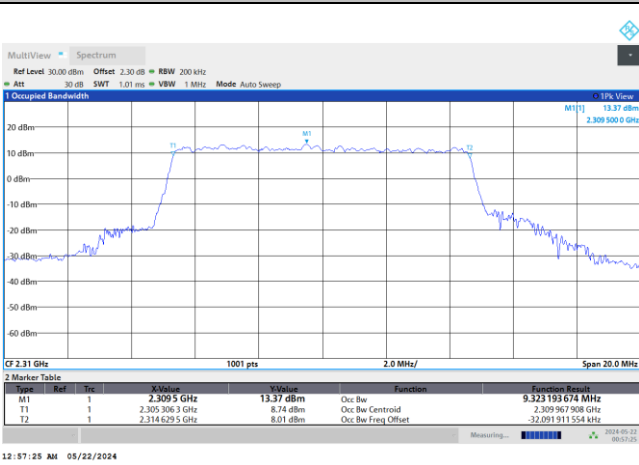 MultiView Spectrum
Ref Level 30.00 dBm Offset 2.30 dB RBW 200 kHz
Att 30 dB SWT 1.01 ms VBW 1 MHz Mode Auto Sweep
1 Occupied Bandwidth 1Pk View
M1[1] 13.37 dBm
2.309 500 0 GHz
20 dBm
M1
T1 T2
10 dBm
0 dBm
-10 dBm
-20 dBm
-30 dBm
-40 dBm
-50 dBm
-60 dBm
CF 2.31 GHz 1001 pts 2.0 MHz/ Span 20.0 MHz
2 Marker Table
Type Ref Trc X-Value Y-Value Function Function Result
M1 1 2.309 5 GHz 13.37 dBm Occ Bw 9.323 193 674 MHz
T1 1 2.305 306 3 GHz 8.74 dBm Occ Bw Centroid 2.309 967 908 GHz
T2 1 2.314 629 5 GHz 8.01 dBm Occ Bw Freq Offset -32.091 911 554 kHz
Measuring... 2024-05-22
00:57:25
12:57:25 AM 05/22/2024